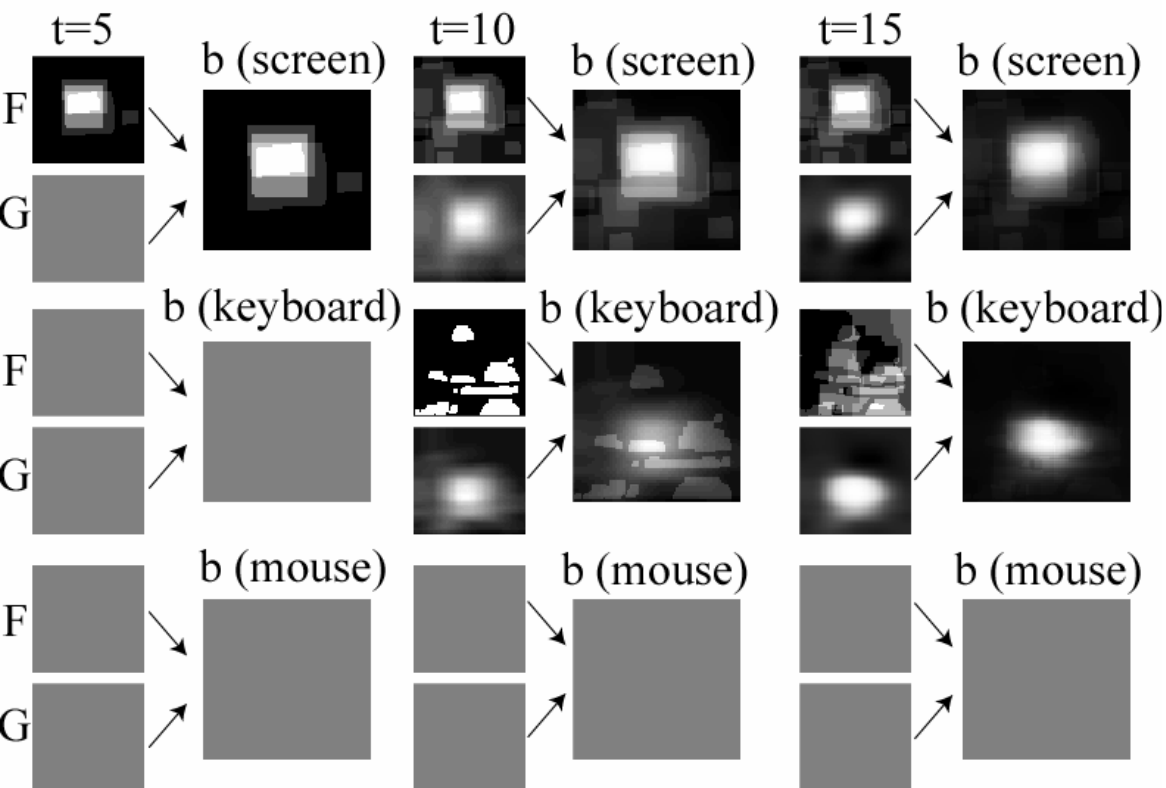 t=5 t=10 t=15
b (screen) b (screen) b (screen)
F
G
b (keyboard) b (keyboard) b (keyboard)
F
G
b (mouse) b (mouse) b (mouse)
F
G